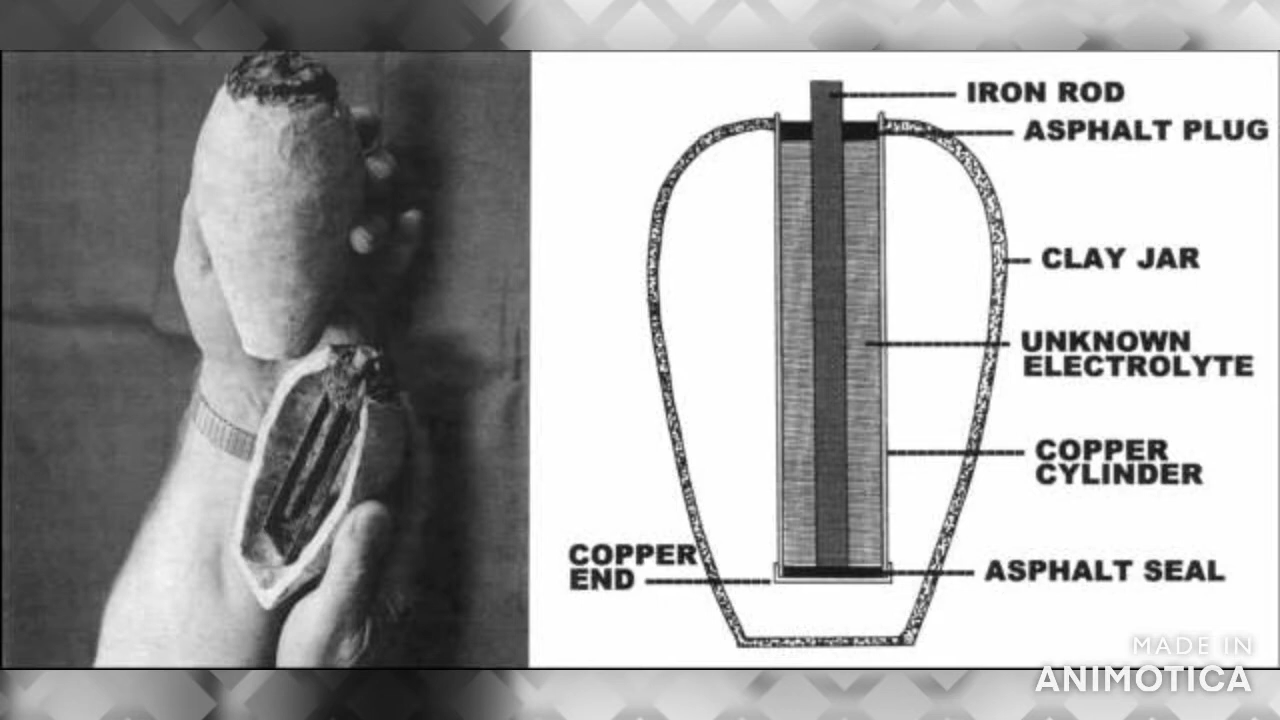 IRON ROD
ASPHALT PLUG
CLAY JAR
UNKNOWN
ELECTROLYTE
COPPER
CYLINDER
COPPER
END
ASPHALT SEAL
MADE IN
ANIMOTICA